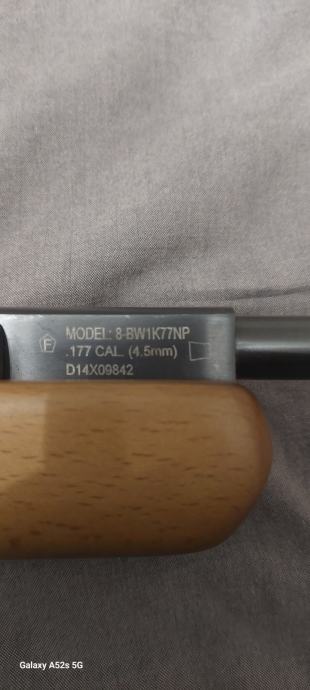 F
MODEL: 8-BW1K77NP
.177 CAL. (4.5mm)
D14X09842
Galaxy A52s 5G